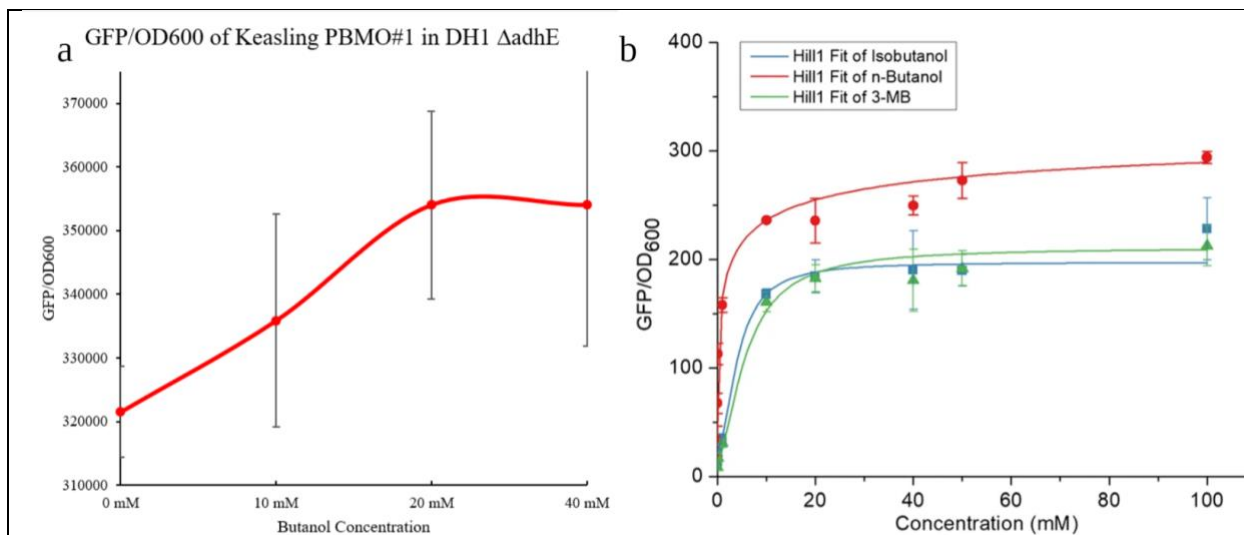 a
GFP/OD600 of Keasling PBMO#1 in DH1 ΔadhE
370000
360000
350000
340000
330000
320000
310000
GFP/OD600
0 mM
10 mM
20 mM
40 mM
Butanol Concentration
b
400
300
200
100
0
GFP/OD600
Hill1 Fit of Isobutanol
Hill1 Fit of n-Butanol
Hill1 Fit of 3-MB
0
20
40
60
80
100
Concentration (mM)